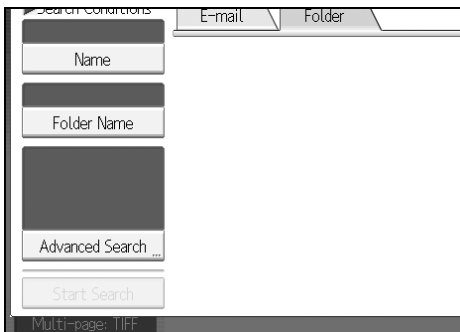 Search Conditions
E-mail
Folder
Name
Folder Name
Advanced Search ...
Start Search
Multi-page: TIFF